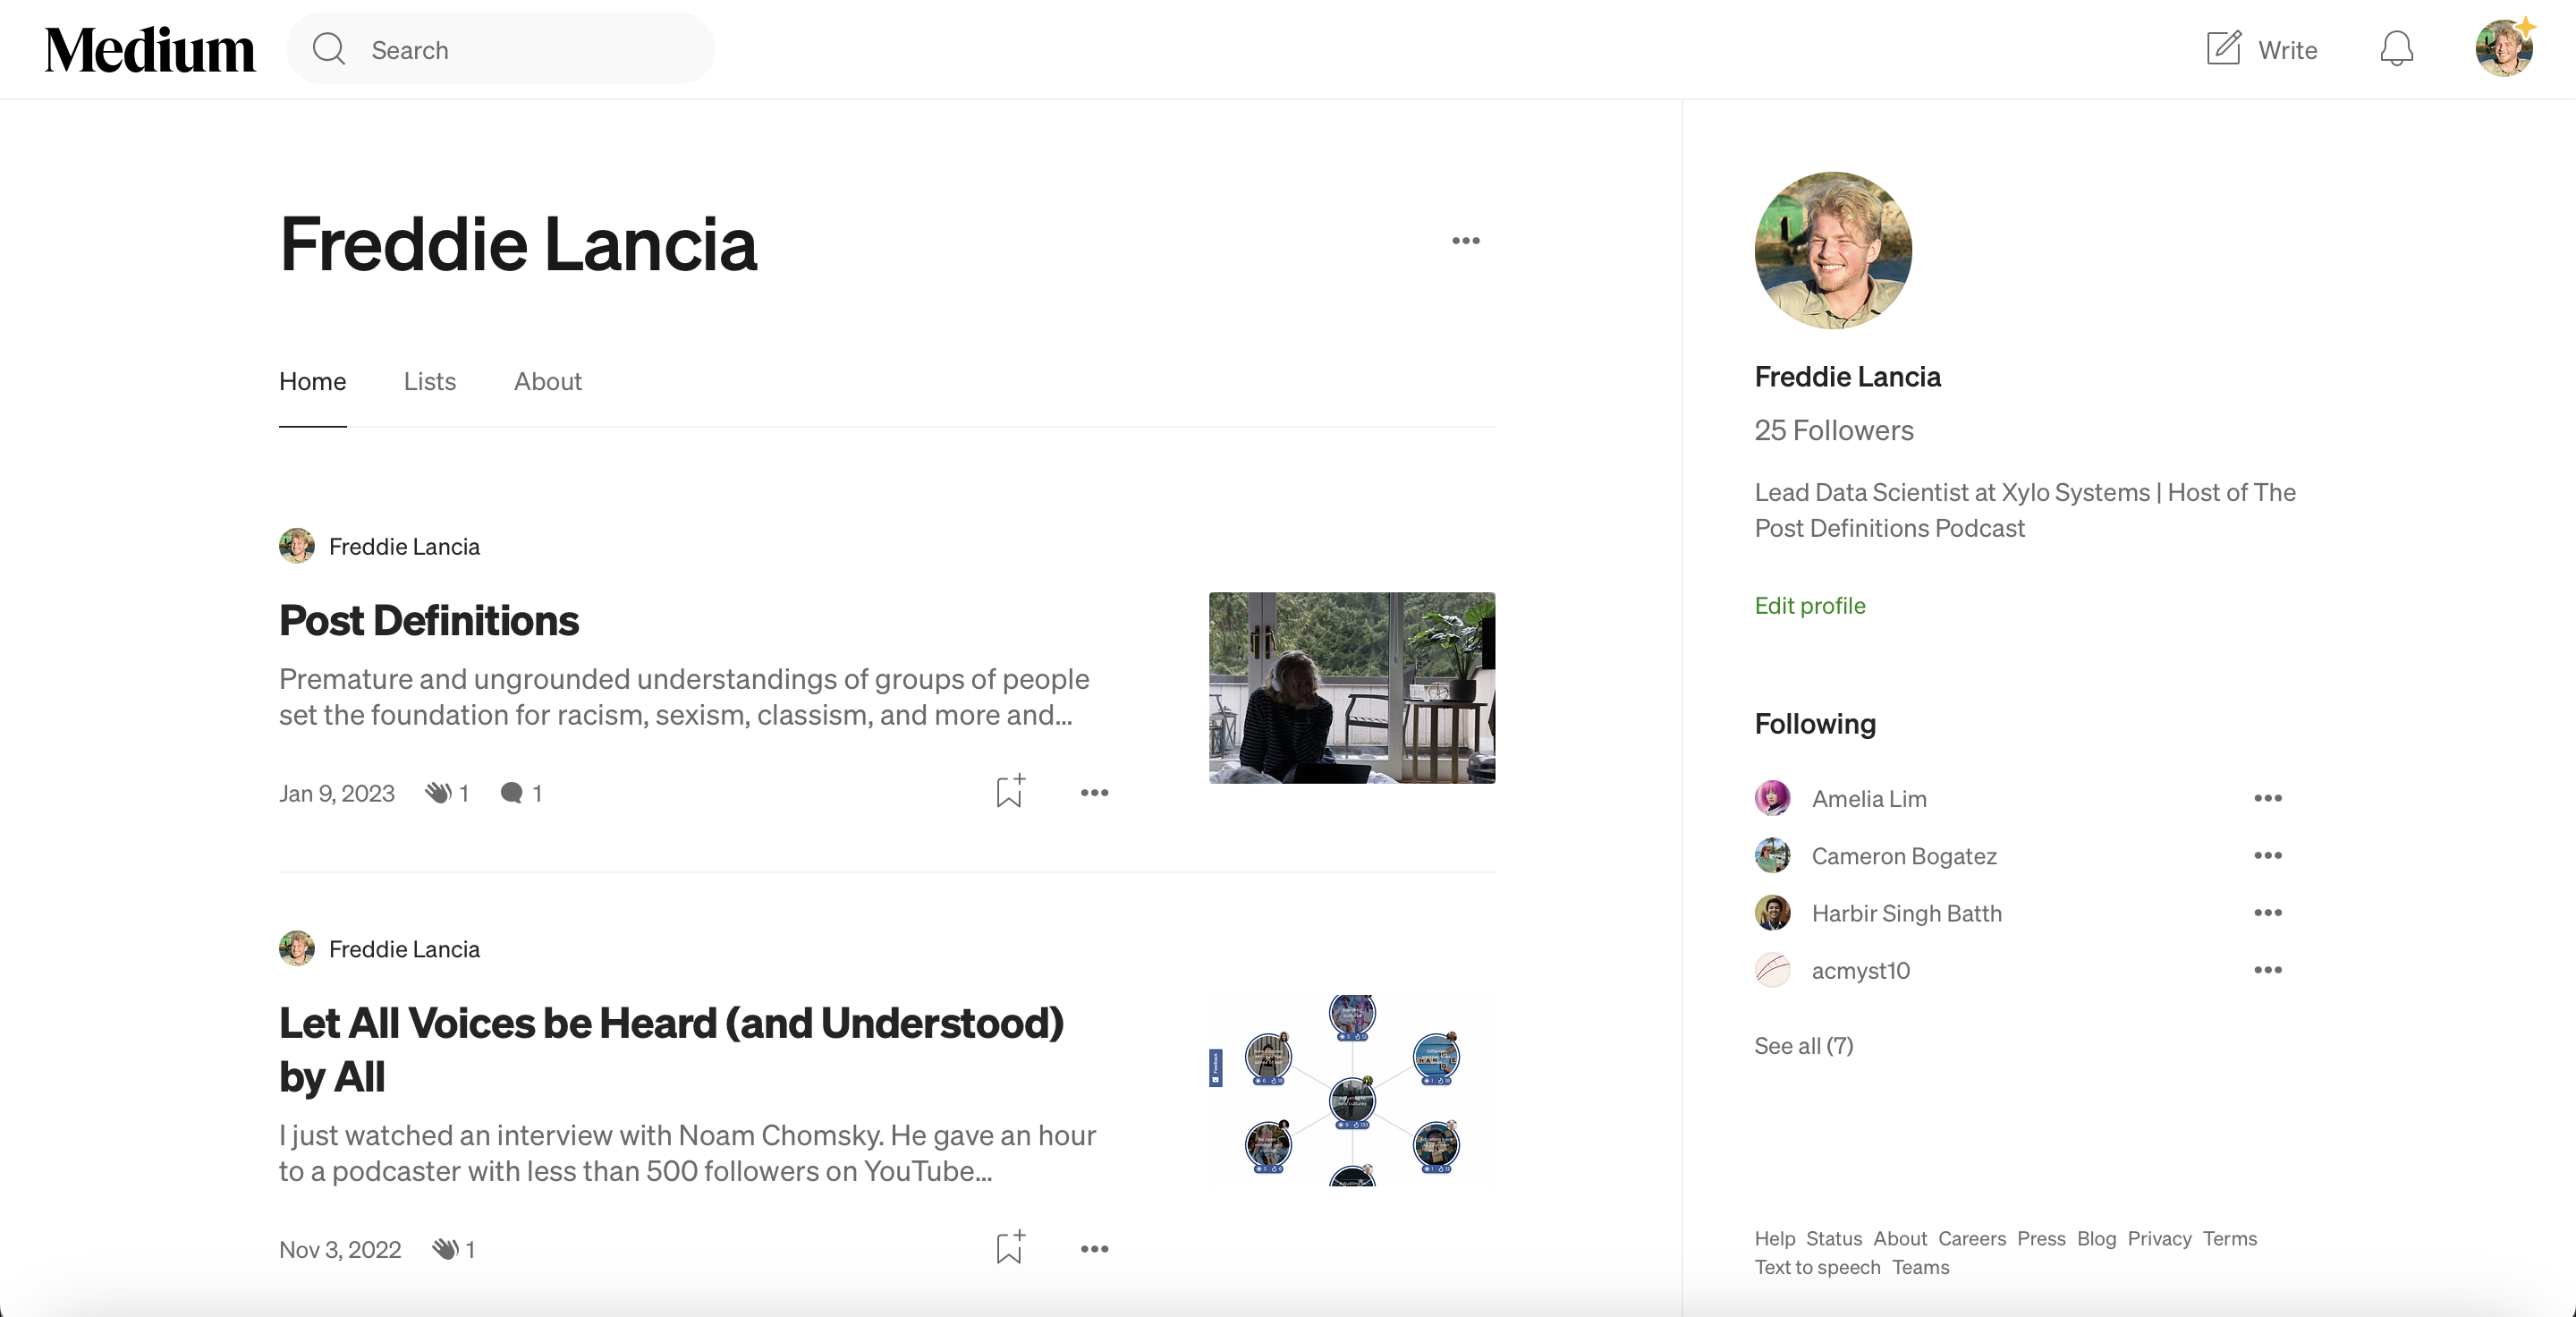 Medium
Search
Write
Freddie Lancia
Home
Lists
About
Freddie Lancia
Post Definitions
Premature and ungrounded understandings of groups of people
set the foundation for racism, sexism, classism, and more and...
Jan 9, 2023
1
1
Freddie Lancia
Let All Voices be Heard (and Understood)
by All
I just watched an interview with Noam Chomsky. He gave an hour
to a podcaster with less than 500 followers on YouTube...
Nov 3, 2022
1
Feedback
Freddie Lancia
25 Followers
Lead Data Scientist at Xylo Systems | Host of The
Post Definitions Podcast
Edit profile
Following
Amelia Lim
Cameron Bogatez
Harbir Singh Batth
acmyst10
See all (7)
Help Status About Careers Press Blog Privacy Terms
Text to speech Teams